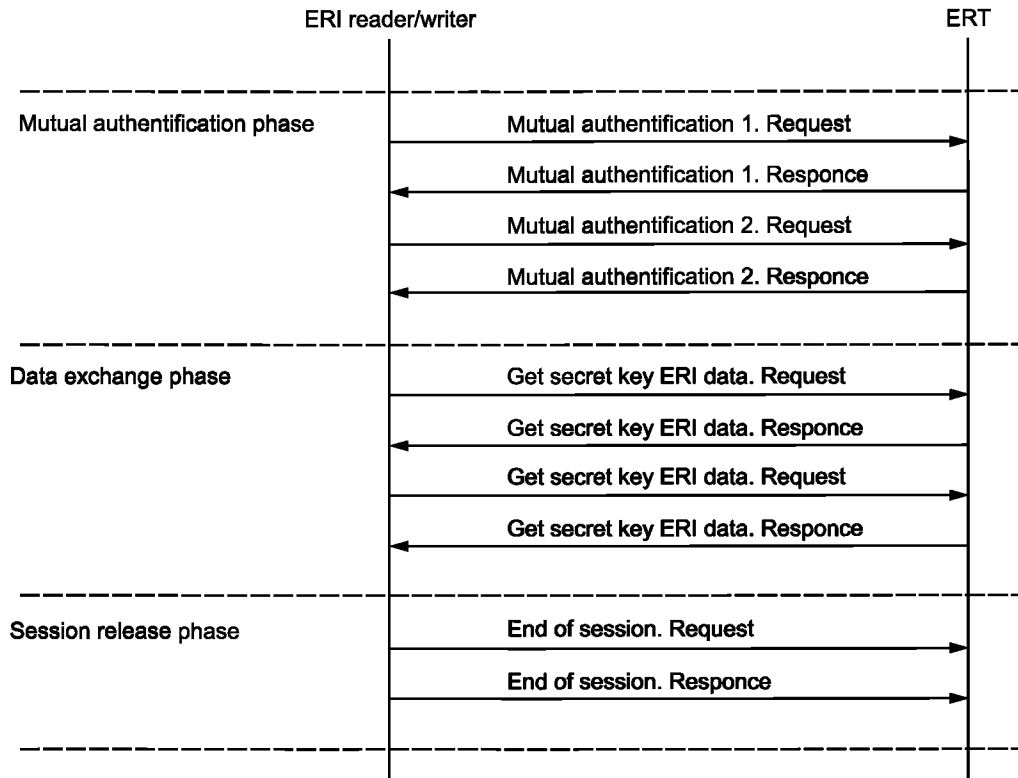 ERI reader/writer
ERT
Mutual authentification phase
Mutual authentification 1. Request
Mutual authentification 1. Responce
Mutual authentification 2. Request
Mutual authentification 2. Responce
Data exchange phase
Get secret key ERI data. Request
Get secret key ERI data. Responce
Get secret key ERI data. Request
Get secret key ERI data. Responce
Session release phase
End of session. Request
End of session. Responce